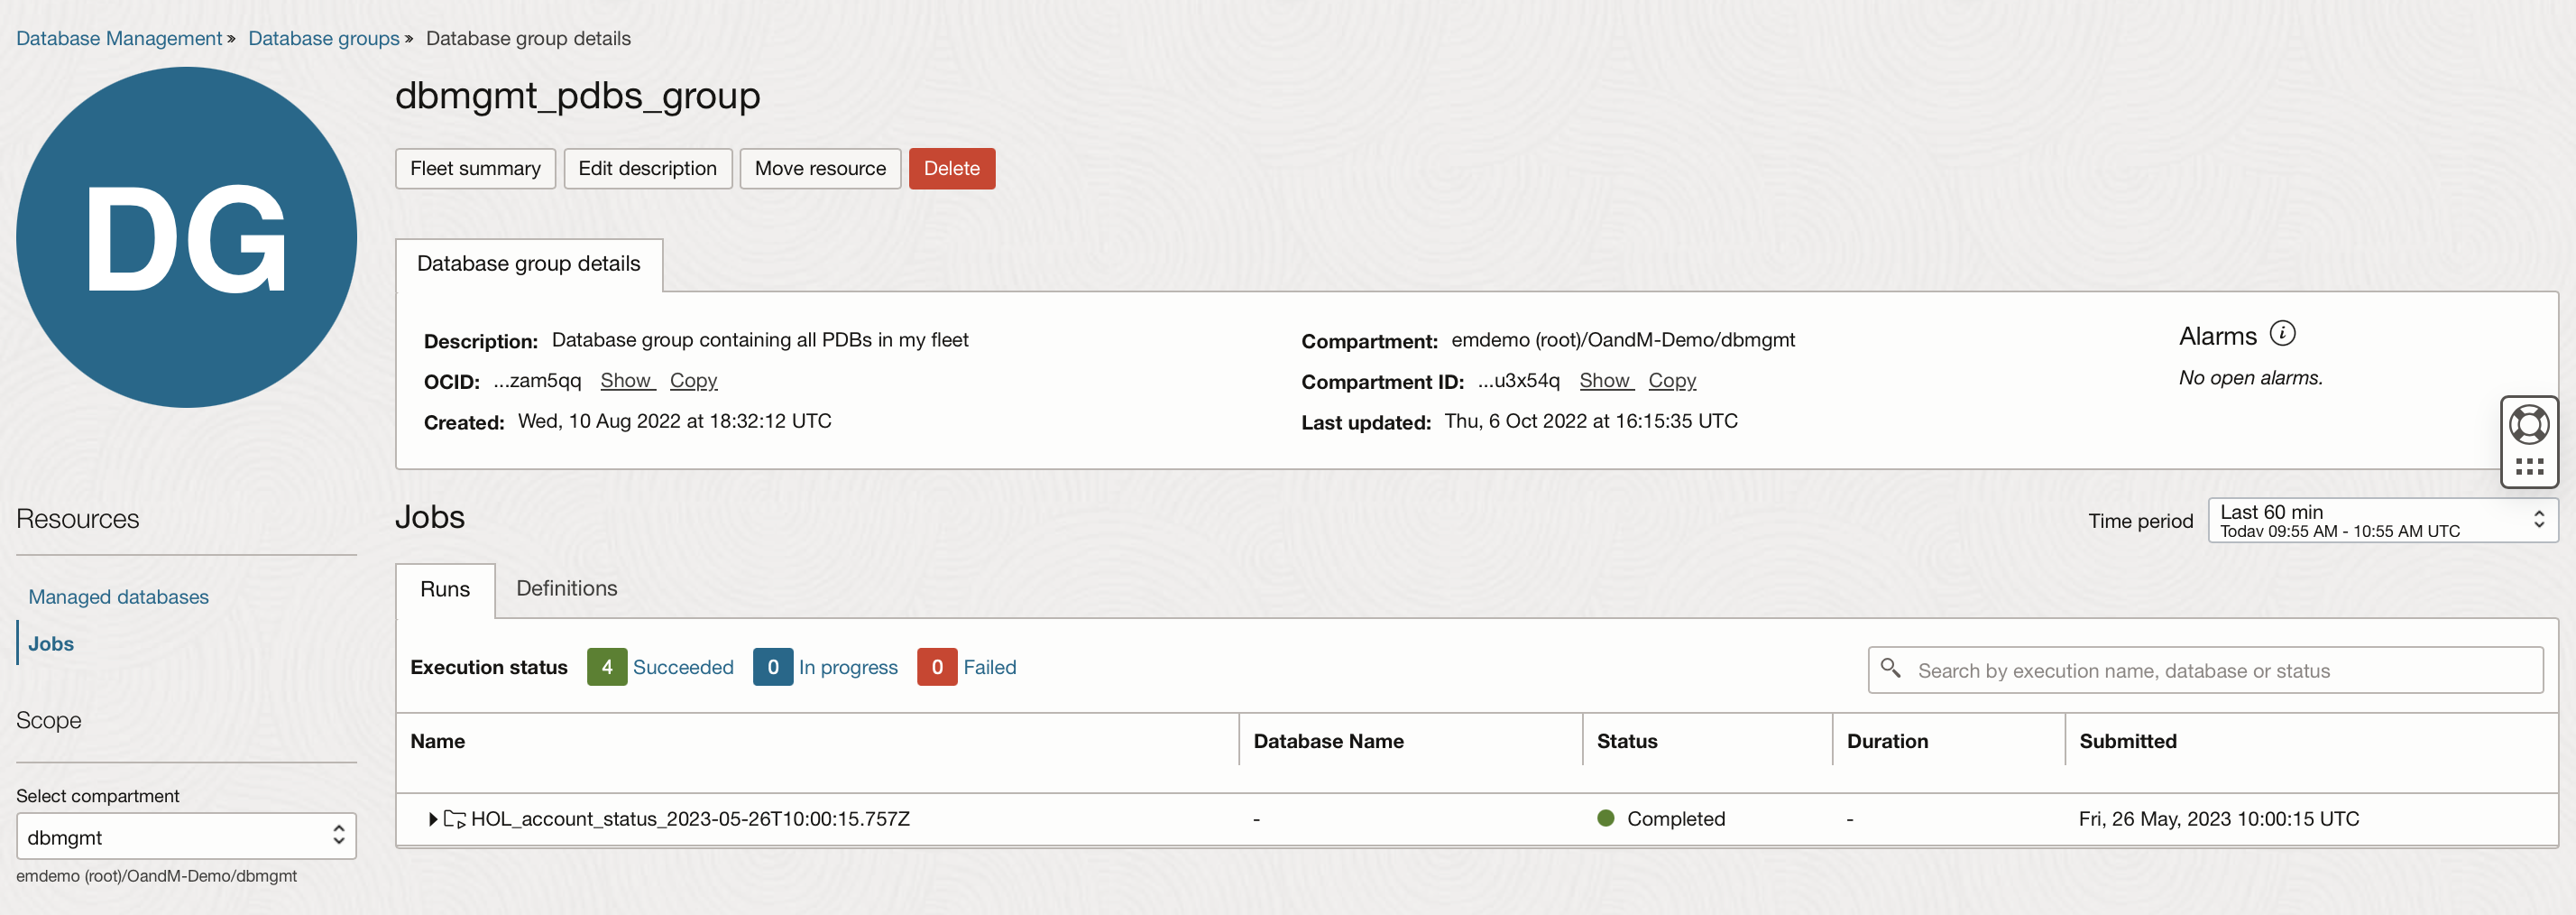 Database Management » Database groups » Database group details
DG
dbmgmt_pdbs_group
Fleet summary Edit description Move resource Delete
Database group details
Description: Database group containing all PDBs in my fleet
OCID: ...zam5qq Show Copy
Created: Wed, 10 Aug 2022 at 18:32:12 UTC
Compartment: emdemo (root)/OandM-Demo/dbmgmt
Compartment ID: ...u3x54q Show Copy
Last updated: Thu, 6 Oct 2022 at 16:15:35 UTC
Alarms i
No open alarms.
Resources
Managed databases
Jobs
Scope
Select compartment
dbmgmt
emdemo (root)/OandM-Demo/dbmgmt
Jobs
Time period Last 60 min
Today 09:55 AM - 10:55 AM UTC
Runs Definitions
Execution status 4 Succeeded 0 In progress 0 Failed
Search by execution name, database or status
Name Database Name Status Duration Submitted
HOL_account_status_2023-05-26T10:00:15.757Z - Completed - Fri, 26 May, 2023 10:00:15 UTC